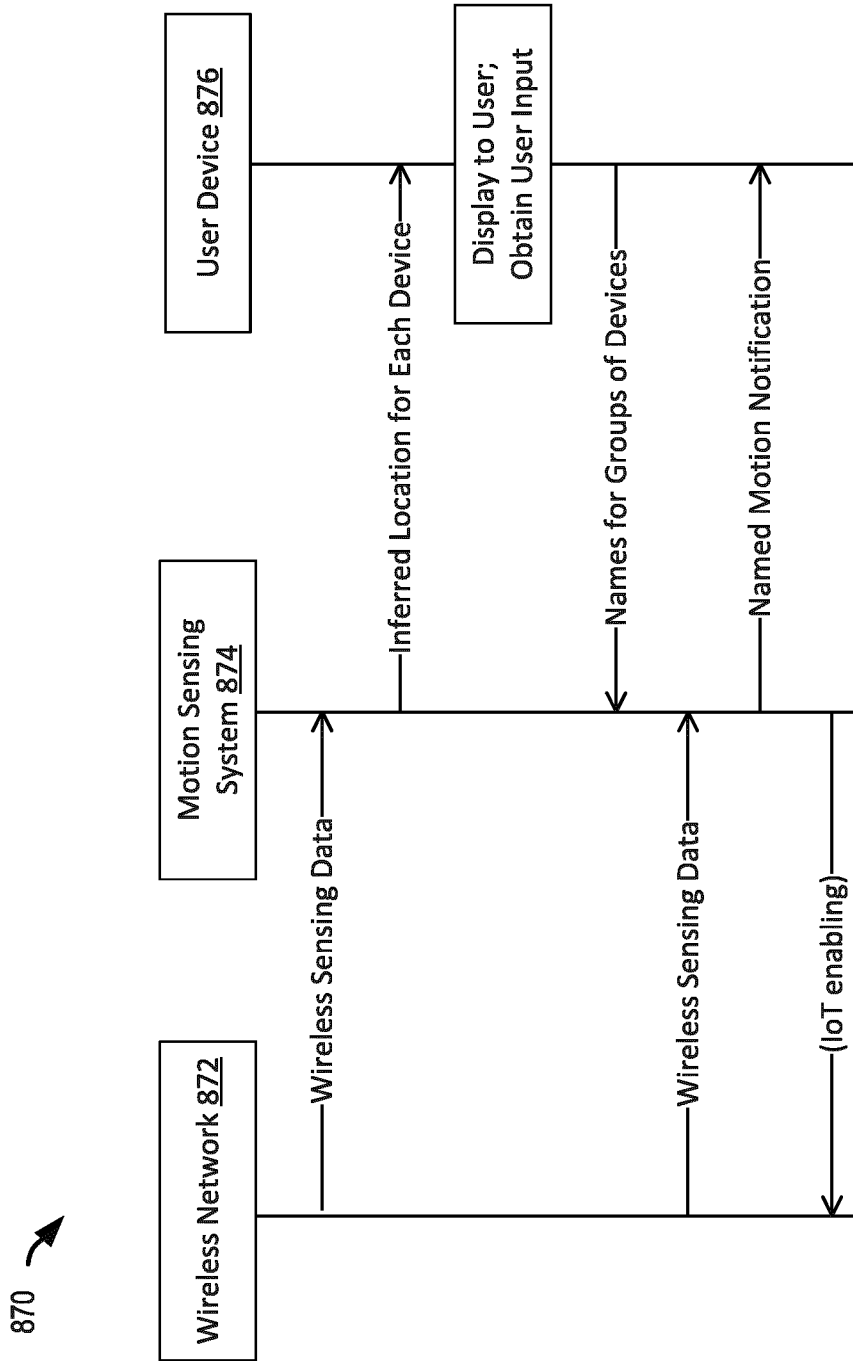 870
Wireless Network 872
Motion Sensing
System 874
User Device 876
Wireless Sensing Data
Inferred Location for Each Device
Display to User;
Obtain User Input
Names for Groups of Devices
Wireless Sensing Data
Named Motion Notification
(IoT enabling)